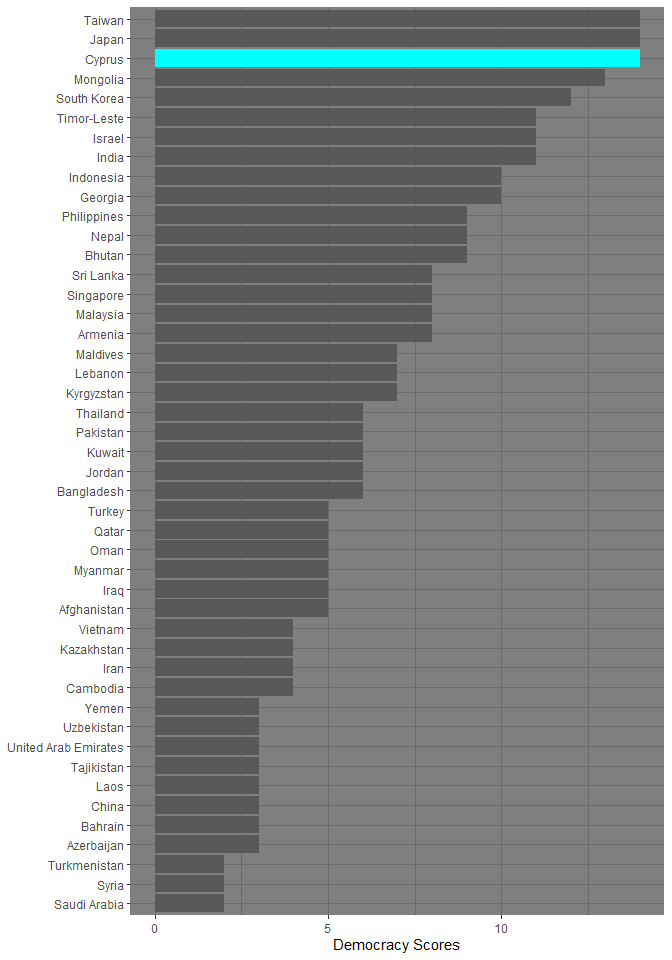 Taiwan
Japan
Cyprus
Mongolia
South Korea
Timor-Leste
Israel
India
Indonesia
Georgia
Philippines
Nepal
Bhutan
Sri Lanka
Singapore
Malaysia
Armenia
Maldives
Lebanon
Kyrgyzstan
Thailand
Pakistan
Kuwait
Jordan
Bangladesh
Turkey
Qatar
Oman
Myanmar
Iraq
Afghanistan
Vietnam
Kazakhstan
Iran
Cambodia
Yemen
Uzbekistan
United Arab Emirates
Tajikistan
Laos
China
Bahrain
Azerbaijan
Turkmenistan
Syria
Saudi Arabia
0 5 10
Democracy Scores